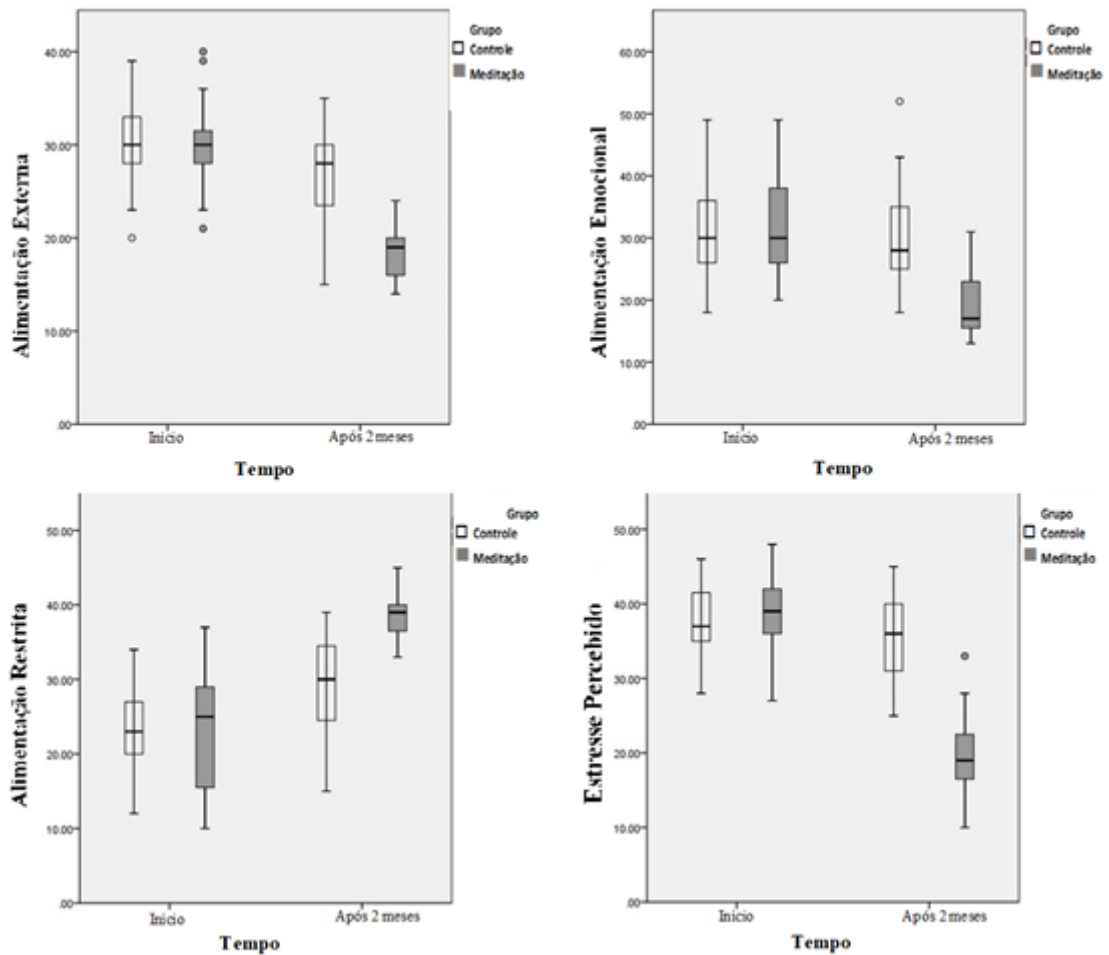 Grupo
Controle
Meditação
Alimentação Externa
40.00
30.00
20.00
10.00
.00
Início
Após 2 meses
Tempo
Grupo
Controle
Meditação
Alimentação Emocional
60.00
50.00
40.00
30.00
20.00
10.00
.00
Início
Após 2 meses
Tempo
Grupo
Controle
Meditação
Alimentação Restrita
50.00
40.00
30.00
20.00
10.00
.00
Início
Após 2 meses
Tempo
Grupo
Controle
Meditação
Estresse Percebido
50.00
40.00
30.00
20.00
10.00
.00
Início
Após 2 meses
Tempo